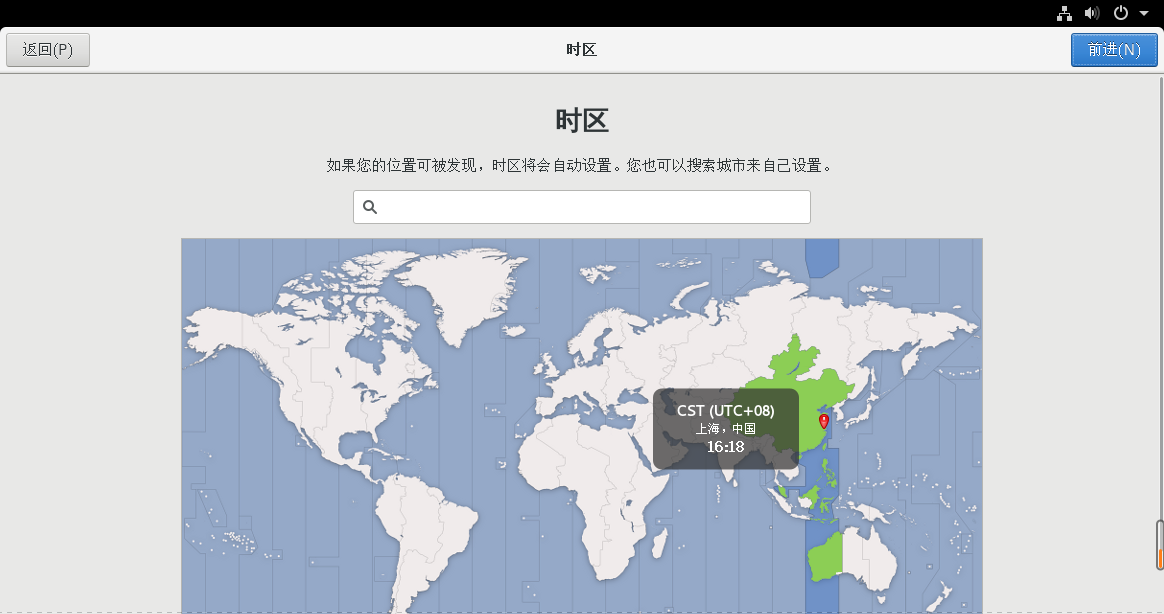 返回(P)
时区
前进(N)
时区
如果您的位置可被发现，时区将会自动设置。您也可以搜索城市来自己设置。
CST (UTC+08)
上海，中国
16:18